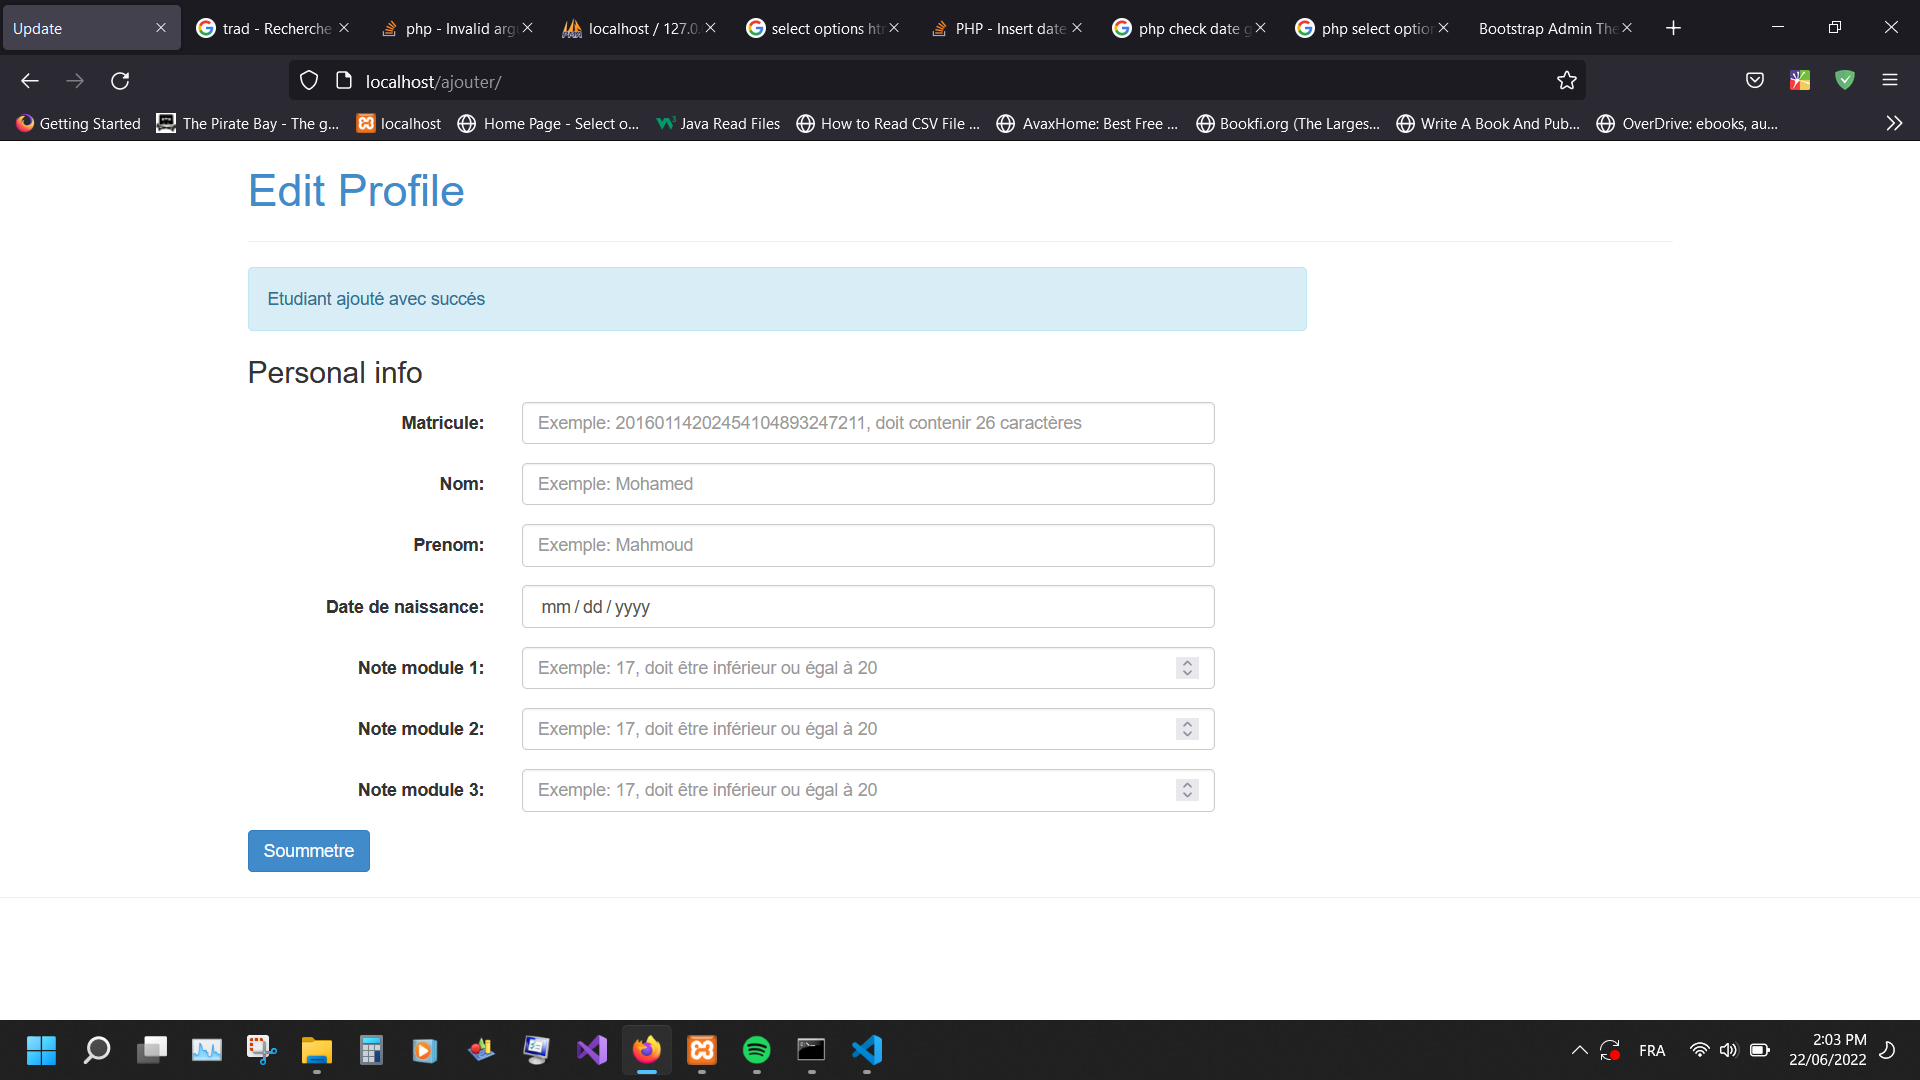 Update
trad - Recherche
php - Invalid arg
localhost / 127.0.
select options ht
PHP - Insert date
php check date g
php select option
Bootstrap Admin The
localhost/ajouter/
Getting Started
The Pirate Bay - The g...
localhost
Home Page - Select o...
Java Read Files
How to Read CSV File ...
AvaxHome: Best Free ...
Bookfi.org (The Larges...
Write A Book And Pub...
OverDrive: ebooks, au...
Edit Profile
Etudiant ajouté avec succés
Personal info
Matricule:
Exemple: 20160114202454104893247211, doit contenir 26 caractères
Nom:
Exemple: Mohamed
Prenom:
Exemple: Mahmoud
Date de naissance:
mm / dd / yyyy
Note module 1:
Exemple: 17, doit être inférieur ou égal à 20
Note module 2:
Exemple: 17, doit être inférieur ou égal à 20
Note module 3:
Exemple: 17, doit être inférieur ou égal à 20
Soummetre
FRA
2:03 PM
22/06/2022